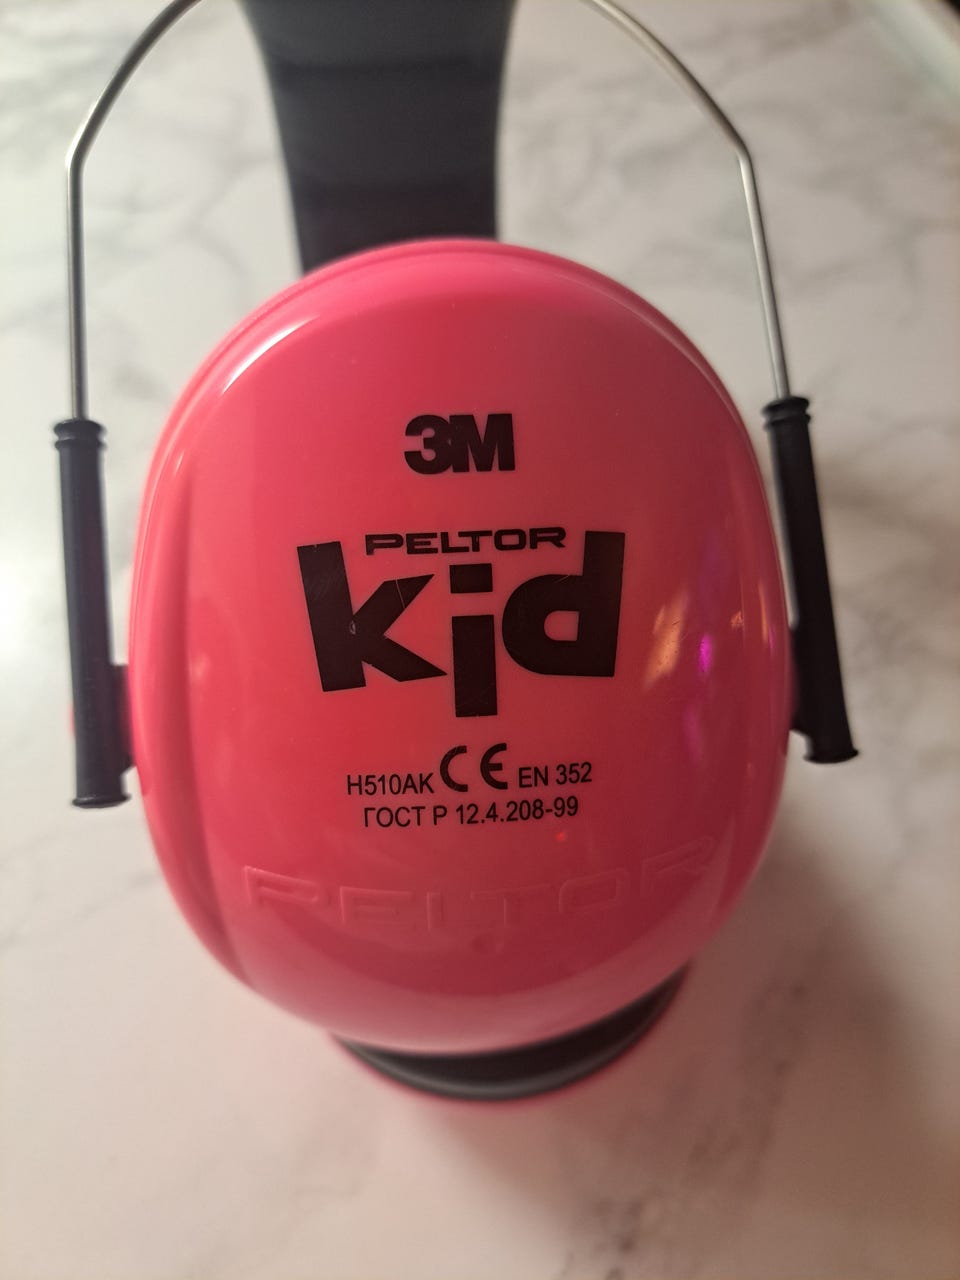 3M
PELTOR
kid
H510AK CE EN 352
ГОСТ Р 12.4.208-99
PELTOR